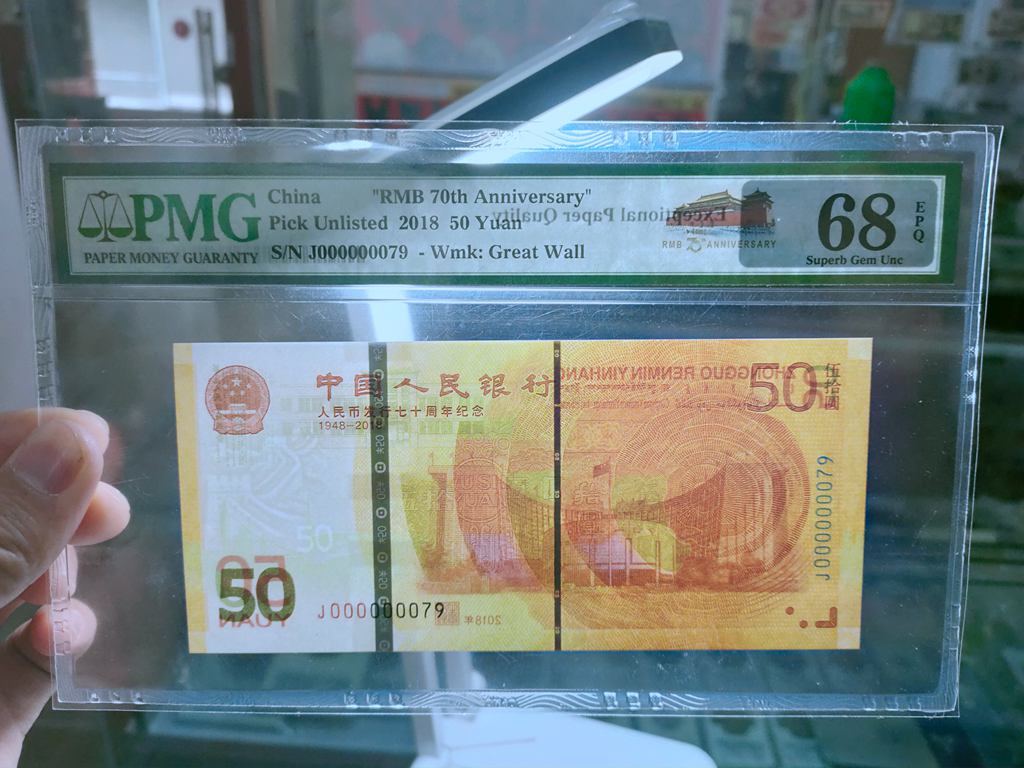 PMG
PAPER MONEY GUARANTY
China "RMB 70th Anniversary"
Pick Unlisted 2018 50 Yuan
S/N J000000079 - Wmk: Great Wall
Exceptional Paper Quality
RMB 70 ANNIVERSARY
68
EPQ
Superb Gem Unc
中国人民银行
人民币发行七十周年纪念
1948-2018
ZHONGGUO RENMIN YINHANG
50
伍拾圆
50
50
YUAN
J000000079
2018年
J000000079